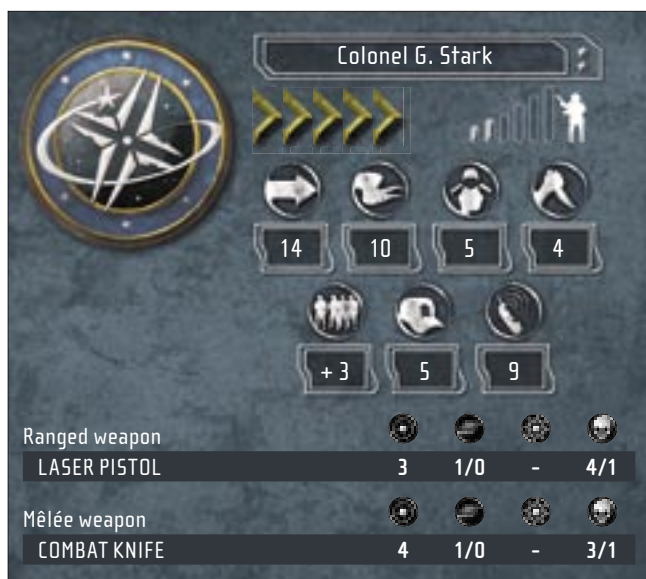 Colonel G. Stark
14 10 5 4
+ 3 5 9
Ranged weapon
LASER PISTOL 3 1/0 - 4/1
Mêlée weapon
COMBAT KNIFE 4 1/0 - 3/1